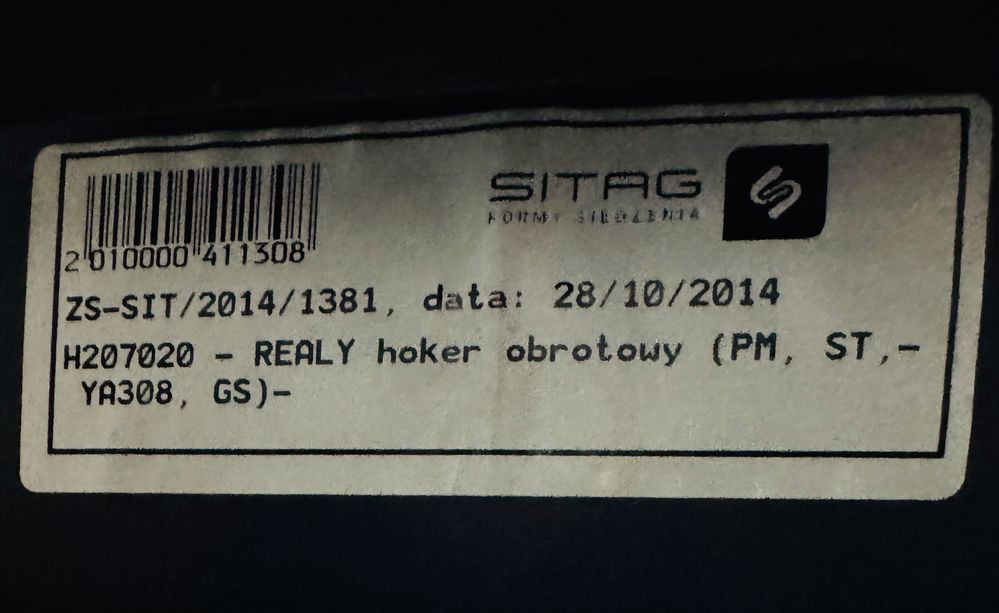 SITAG
FORMY SIEDZENIA
2 010000 411308
ZS-SIT/2014/1381, data: 28/10/2014
H207020 - REALY hoker obrotowy (PM, ST,-
YA308, GS)-